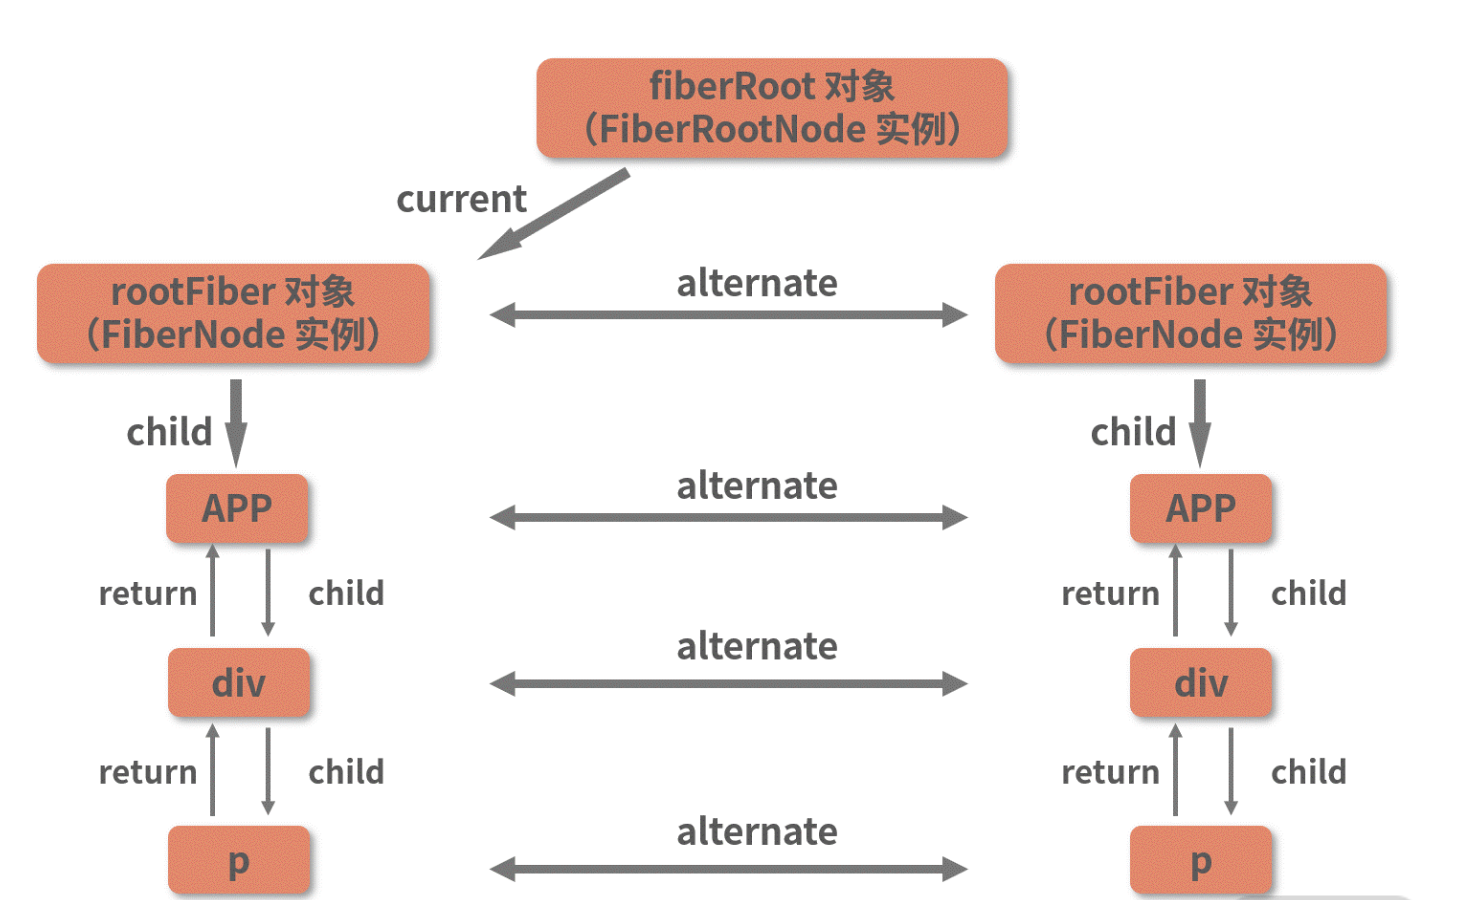 fiberRoot 对象
（FiberRootNode 实例）
current
rootFiber 对象
（FiberNode 实例）
alternate
rootFiber 对象
（FiberNode 实例）
child
child
APP
alternate
APP
return
child
return
child
div
alternate
div
return
child
return
child
p
alternate
p